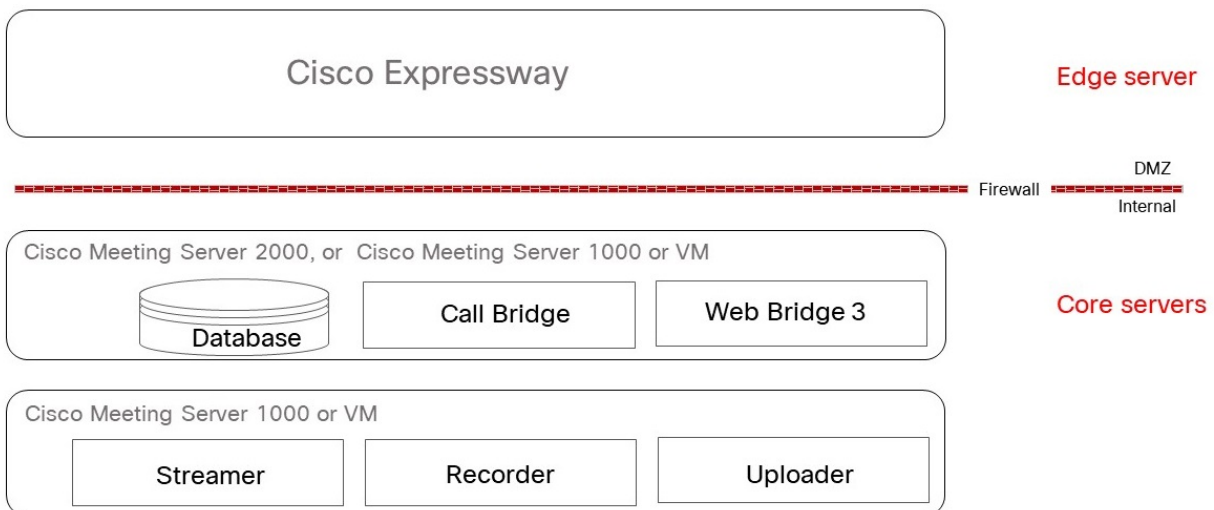 Cisco Expressway
Edge server
DMZ
Firewall
Internal
Cisco Meeting Server 2000, or Cisco Meeting Server 1000 or VM
Database
Call Bridge
Web Bridge 3
Core servers
Cisco Meeting Server 1000 or VM
Streamer
Recorder
Uploader